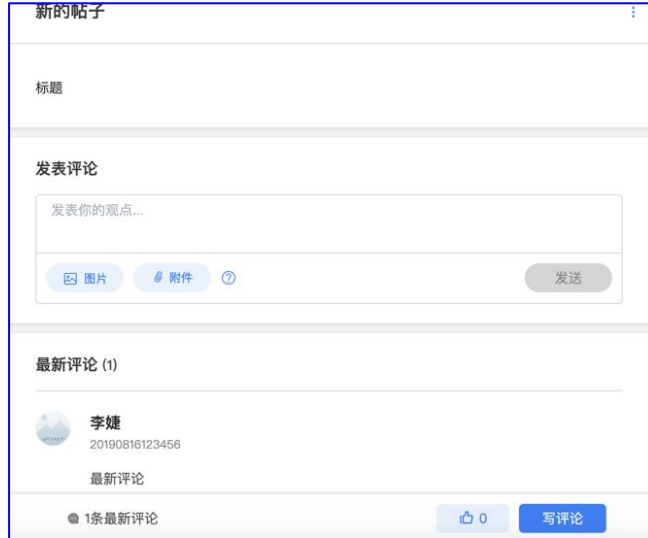 新的帖子
标题
发表评论
发表你的观点...
图片 附件 发送
最新评论 (1)
李婕
20190816123456
最新评论
1条最新评论 0 写评论